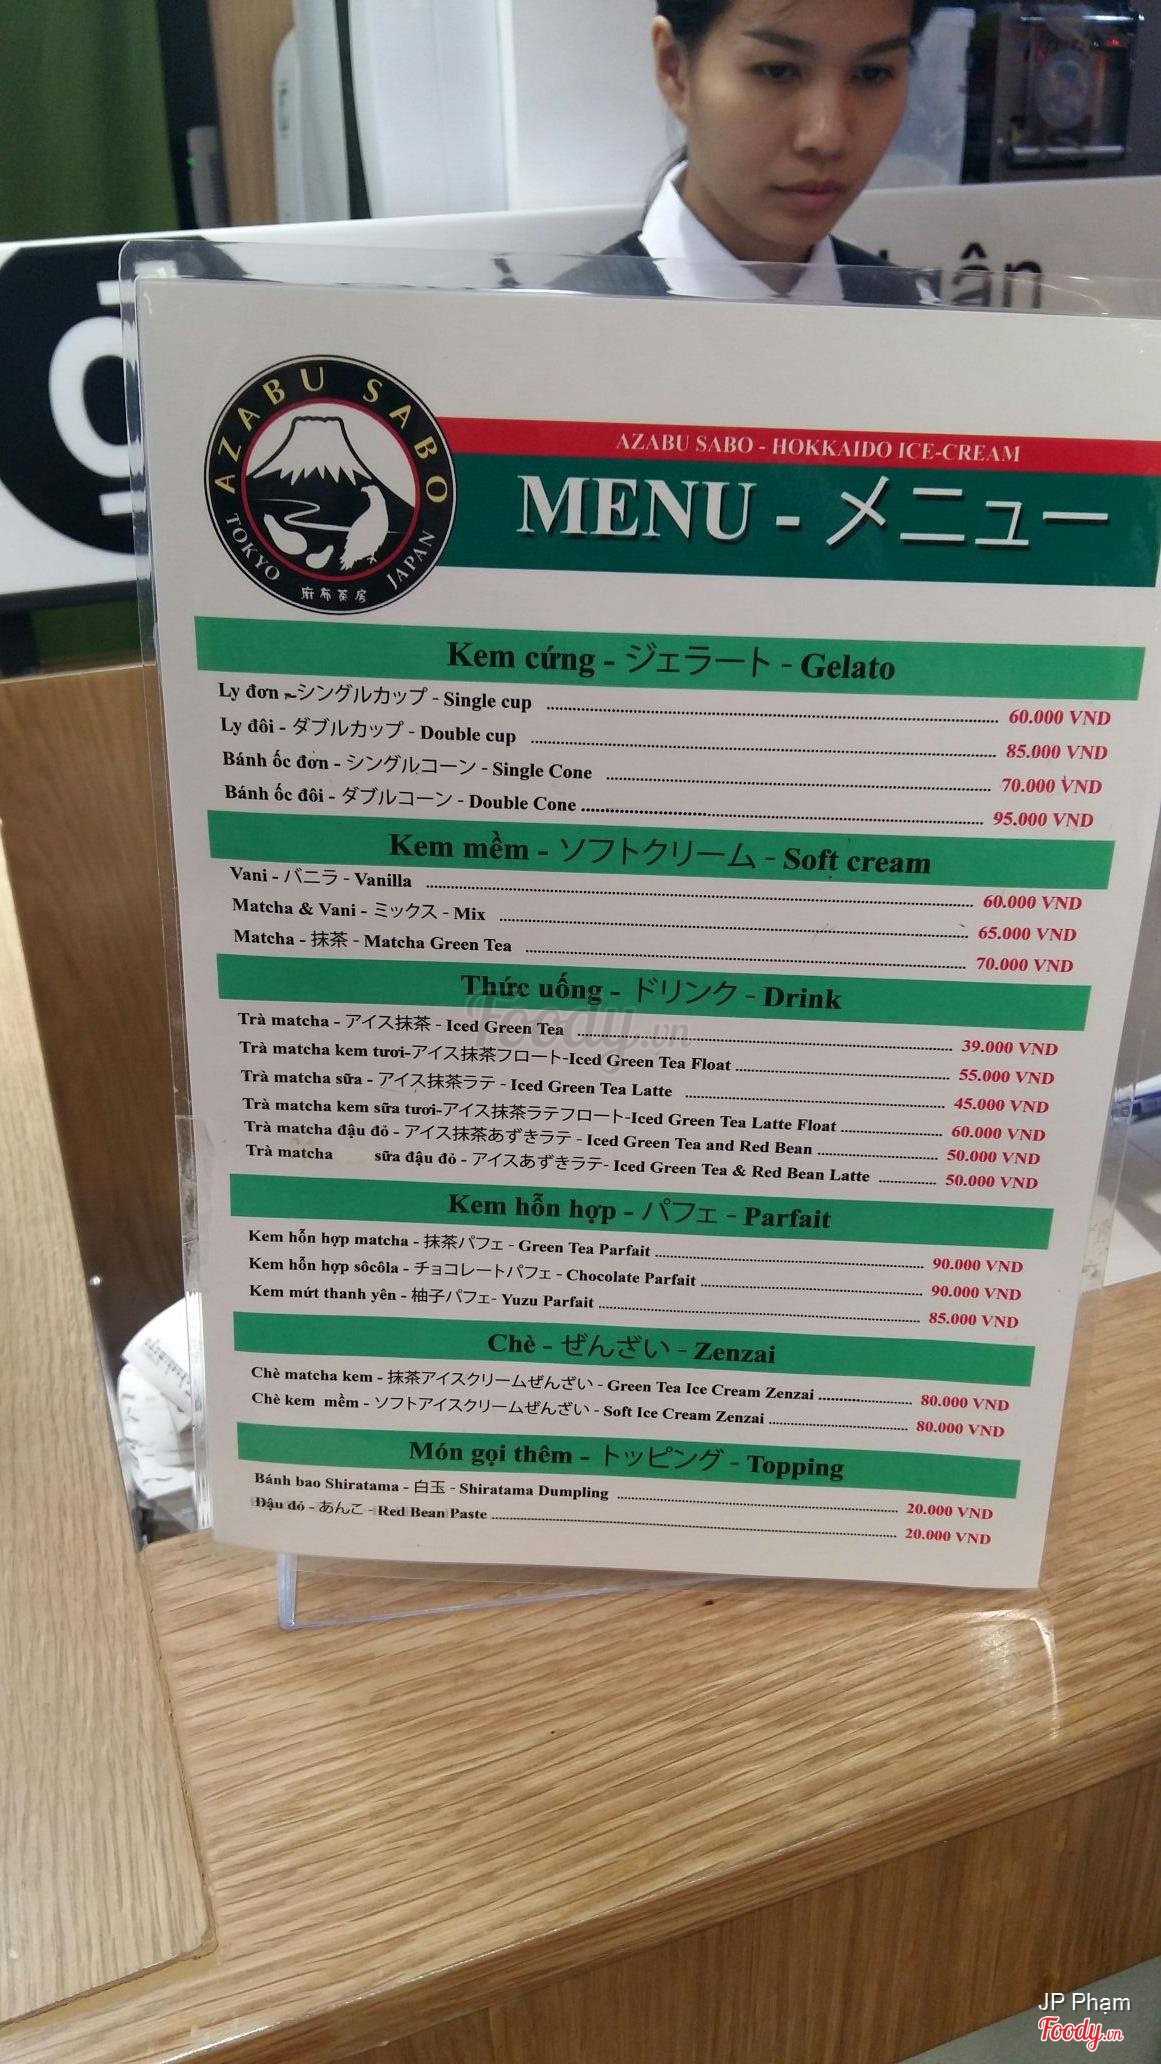 AZABU SABO
TOKYO JAPAN
麻布茶房
AZABU SABO - HOKKAIDO ICE-CREAM
MENU - メニュー
Kem cứng - ジェラート - Gelato
Ly đơn - シングルカップ - Single cup 60.000 VND
Ly đôi - ダブルカップ - Double cup 85.000 VND
Bánh ốc đơn - シングルコーン - Single Cone 70.000 VND
Bánh ốc đôi - ダブルコーン - Double Cone 95.000 VND
Kem mềm - ソフトクリーム - Soft cream
Vani - バニラ - Vanilla 60.000 VND
Matcha & Vani - ミックス - Mix 65.000 VND
Matcha - 抹茶 - Matcha Green Tea 70.000 VND
Thức uống - ドリンク - Drink
Trà matcha - アイス抹茶 - Iced Green Tea 39.000 VND
Trà matcha kem tươi-アイス抹茶フロート-Iced Green Tea Float 55.000 VND
Trà matcha sữa - アイス抹茶ラテ - Iced Green Tea Latte 45.000 VND
Trà matcha kem sữa tươi-アイス抹茶ラテフロート-Iced Green Tea Latte Float 60.000 VND
Trà matcha đậu đỏ - アイス抹茶あずきラテ - Iced Green Tea and Red Bean 50.000 VND
Trà matcha sữa đậu đỏ - アイスあずきラテ- Iced Green Tea & Red Bean Latte 50.000 VND
Kem hỗn hợp - パフェ - Parfait
Kem hỗn hợp matcha - 抹茶パフェ - Green Tea Parfait 90.000 VND
Kem hỗn hợp sôcôla - チョコレートパフェ - Chocolate Parfait 90.000 VND
Kem mứt thanh yên - 柚子パフェ- Yuzu Parfait 85.000 VND
Chè - ぜんざい - Zenzai
Chè matcha kem - 抹茶アイスクリームぜんざい - Green Tea Ice Cream Zenzai 80.000 VND
Chè kem mềm - ソフトアイスクリームぜんざい - Soft Ice Cream Zenzai 80.000 VND
Món gọi thêm - トッピング - Topping
Bánh bao Shiratama - 白玉 - Shiratama Dumpling 20.000 VND
Đậu đỏ - あんこ - Red Bean Paste 20.000 VND
Foody.vn
JP Phạm
Foody.vn